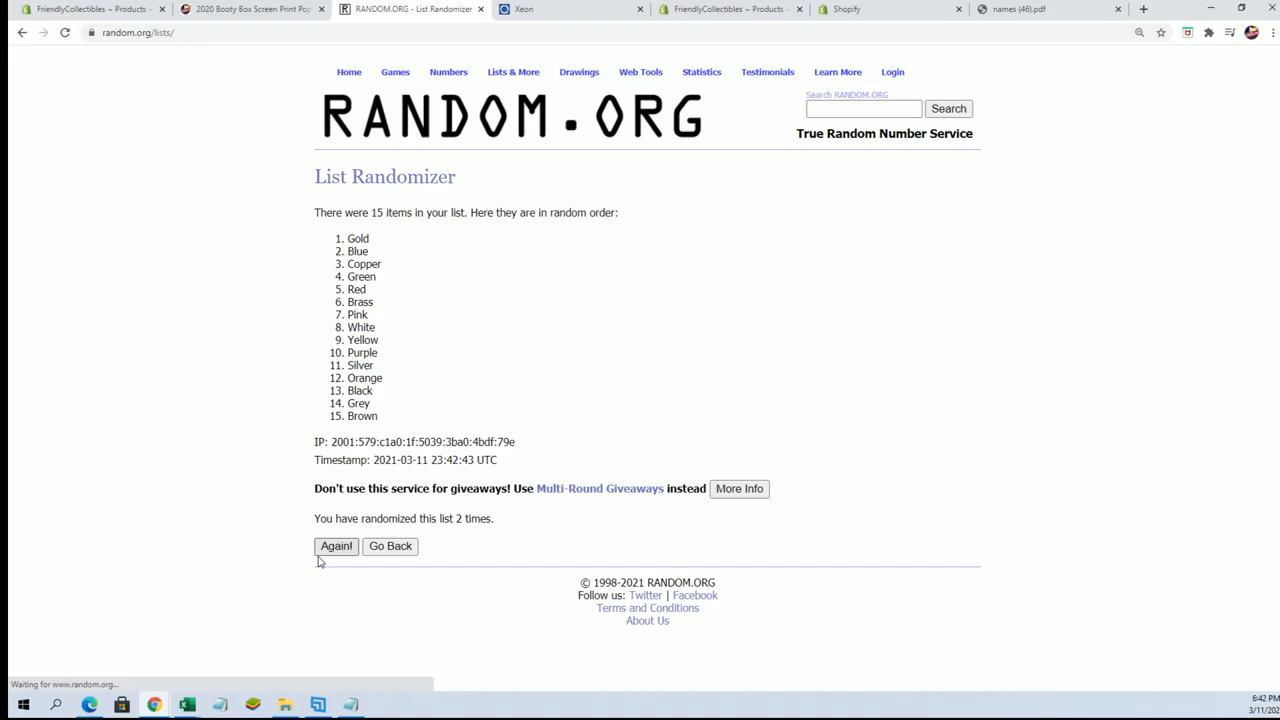 FriendlyCollectibles ~ Products ~
2020 Booty Box Screen Print Pop
RANDOM.ORG - List Randomizer
Xeon
FriendlyCollectibles ~ Products ~
Shopify
names (46).pdf
random.org/lists/
Home Games Numbers Lists & More Drawings Web Tools Statistics Testimonials Learn More Login
RANDOM.ORG
Search RANDOM.ORG
Search
True Random Number Service
List Randomizer
There were 15 items in your list. Here they are in random order:
1. Gold
2. Blue
3. Copper
4. Green
5. Red
6. Brass
7. Pink
8. White
9. Yellow
10. Purple
11. Silver
12. Orange
13. Black
14. Grey
15. Brown
IP: 2001:579:c1a0:1f:5039:3ba0:4bdf:79e
Timestamp: 2021-03-11 23:42:43 UTC
Don't use this service for giveaways! Use Multi-Round Giveaways instead More Info
You have randomized this list 2 times.
Again! Go Back
© 1998-2021 RANDOM.ORG
Follow us: Twitter | Facebook
Terms and Conditions
About Us
Waiting for www.random.org...
6:42 PM
3/11/202